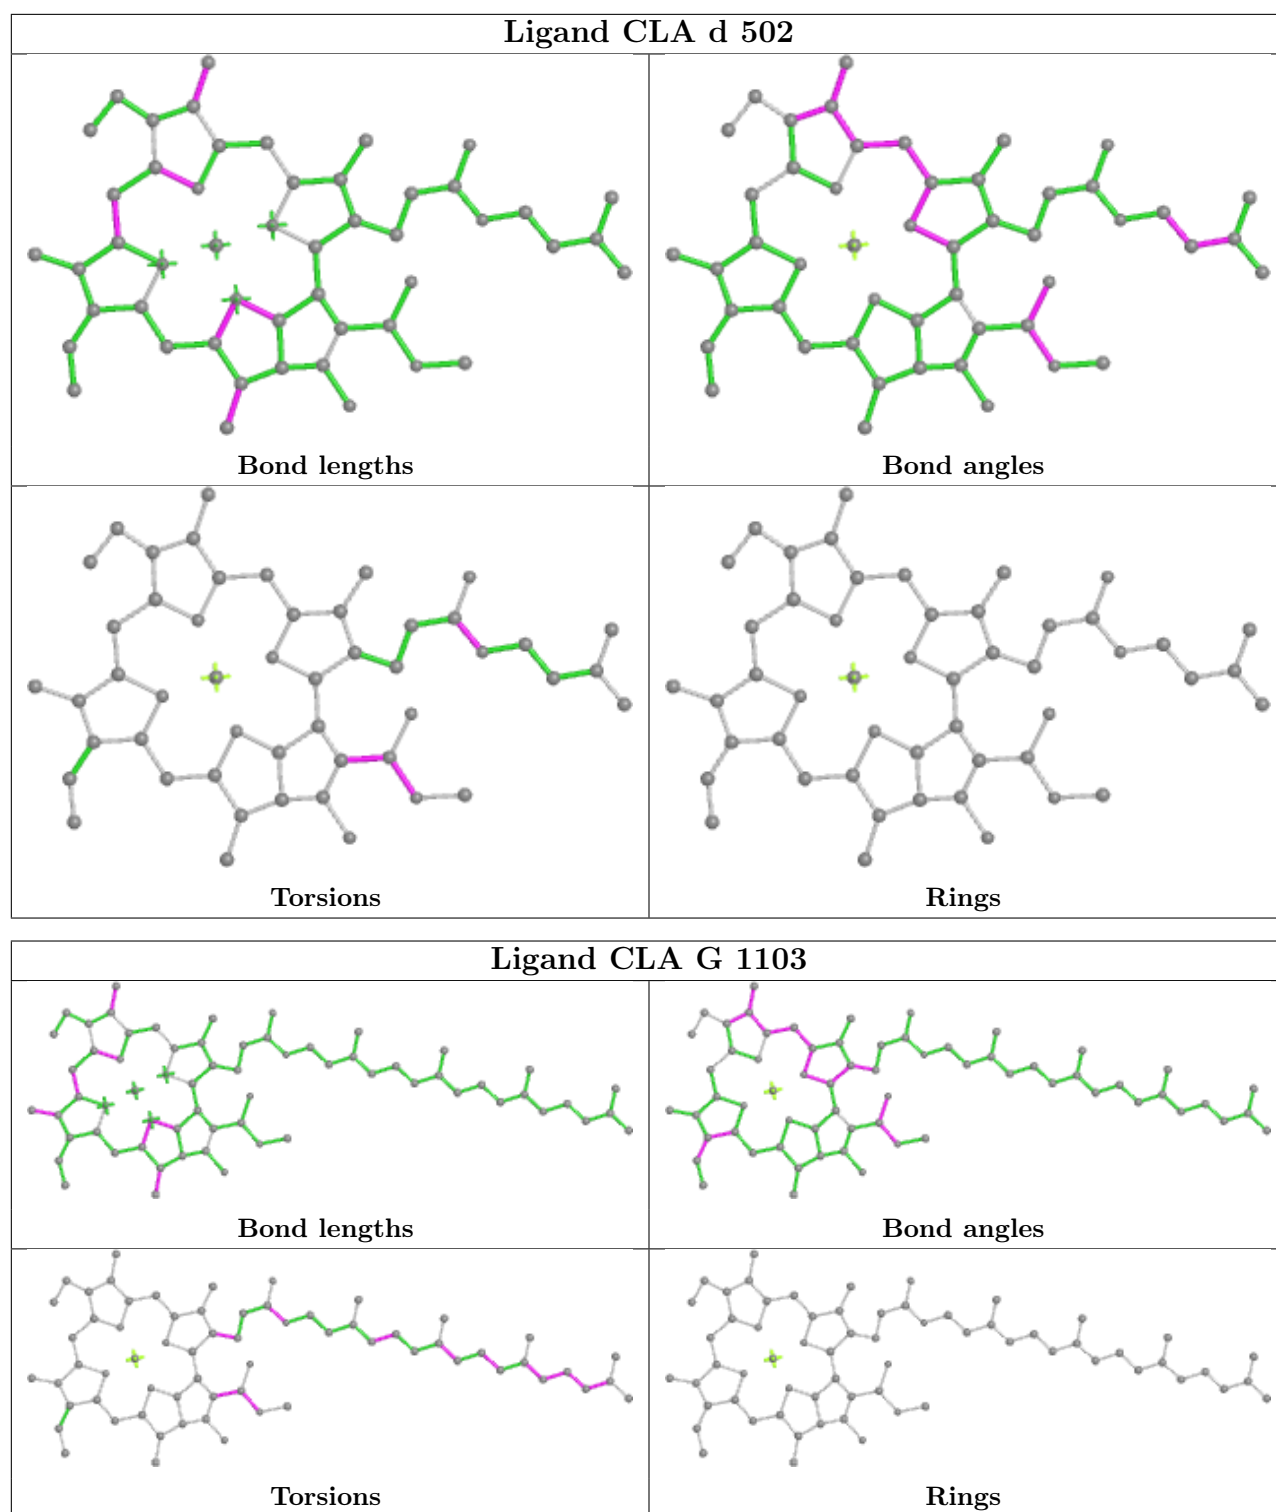 Ligand CLA d 502
Bond lengths
Bond angles
Torsions
Rings
Ligand CLA G 1103
Bond lengths
Bond angles
Torsions
Rings